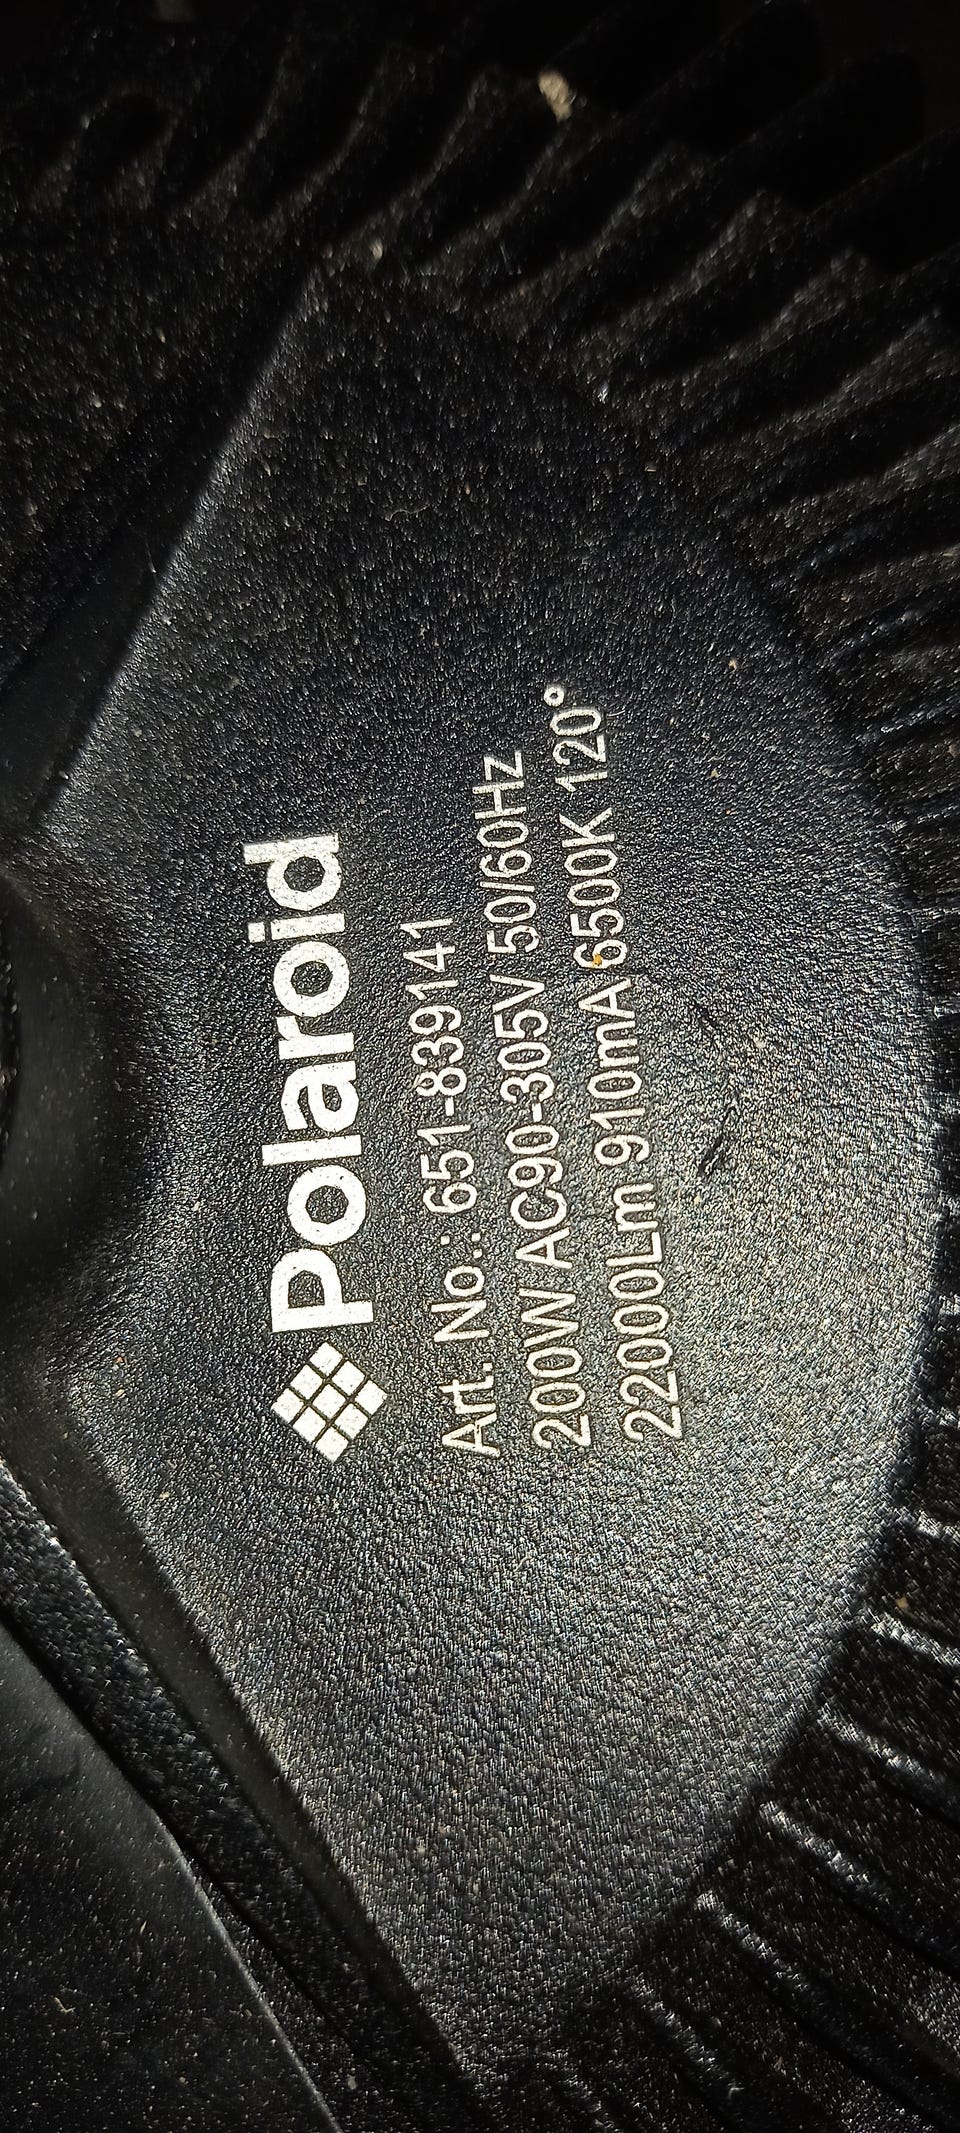 Polaroid
Art. No.: 651-839141
200W AC90-305V 50/60Hz
22000Lm 910mA 6500K 120°